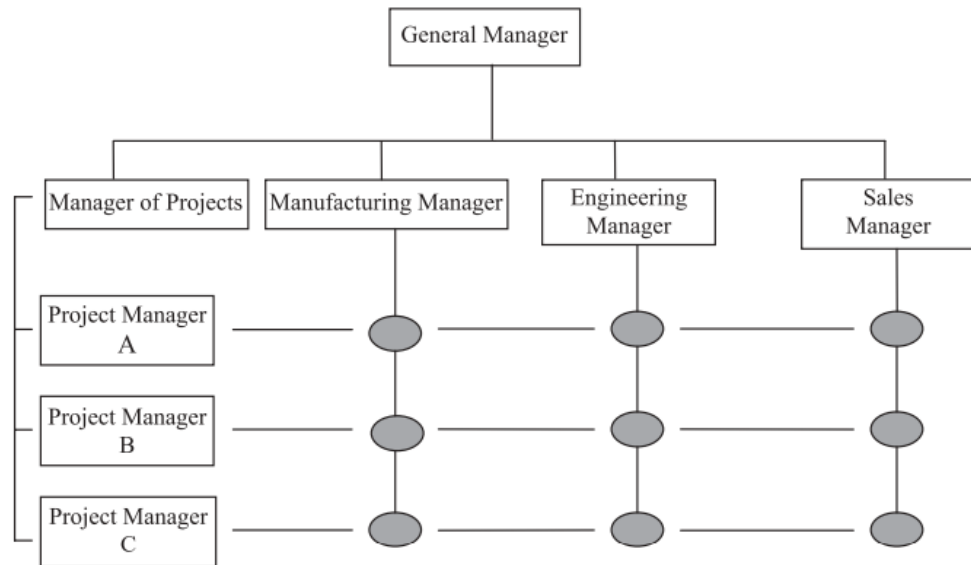 General Manager
Manager of Projects
Manufacturing Manager
Engineering
Manager
Sales
Manager
Project Manager
A
Project Manager
B
Project Manager
C